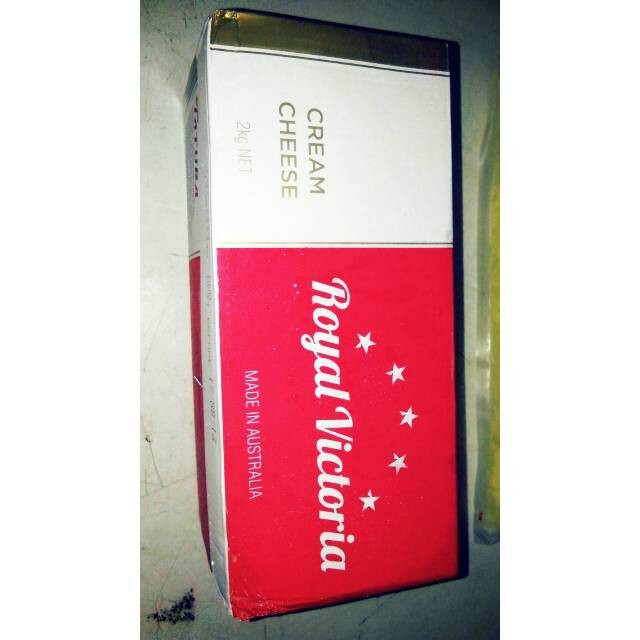 CREAM
CHEESE
2kg NET
Royal Victoria
MADE IN AUSTRALIA